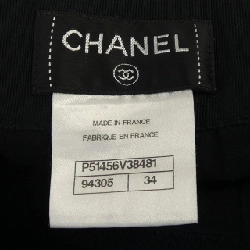 CHANEL
MADE IN FRANCE
FABRIQUE EN FRANCE
P51456V38481
94305 34